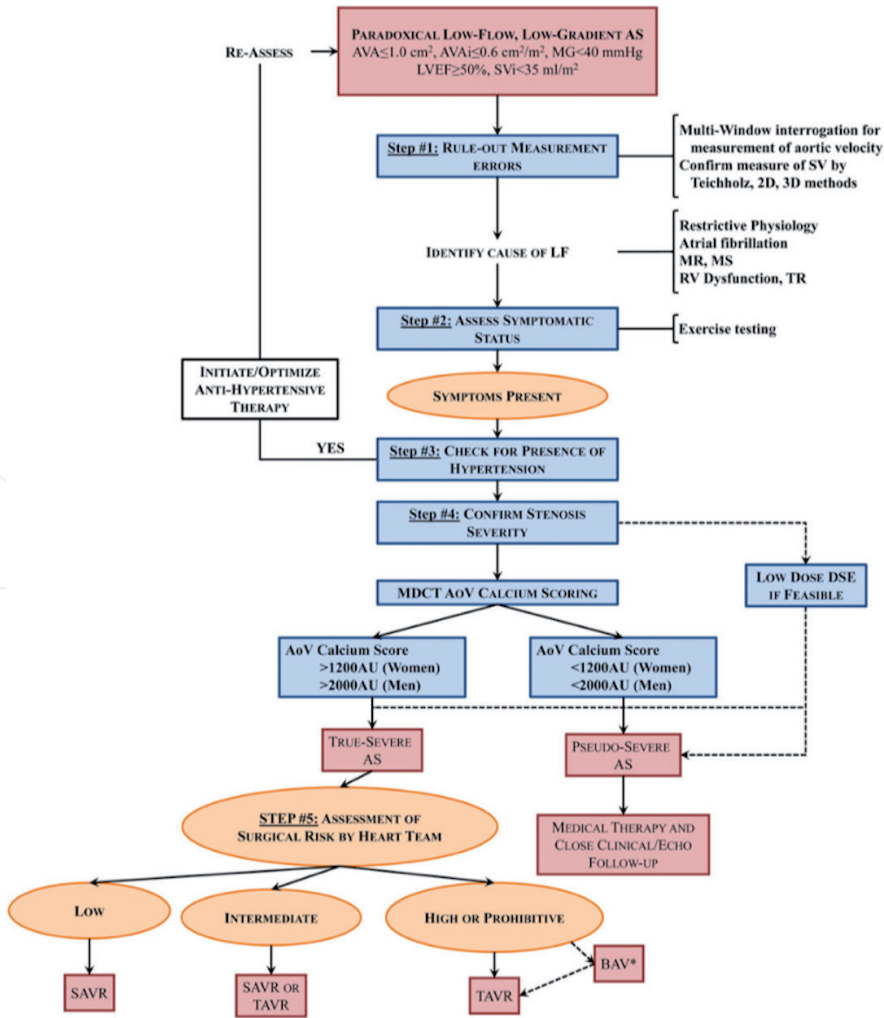 PARADOXICAL LOW-FLOW, LOW-GRADIENT AS
AVA≤1.0 cm², AVAi≤0.6 cm²/m², MG<40 mmHg
LVEF≥50%, SVi<35 ml/m²
RE-ASSESS
Step #1: RULE-OUT MEASUREMENT
ERRORS
Multi-Window interrogation for
measurement of aortic velocity
Confirm measure of SV by
Teichholz, 2D, 3D methods
IDENTIFY CAUSE OF LF
Restrictive Physiology
Atrial fibrillation
MR, MS
RV Dysfunction, TR
Step #2: ASSESS SYMPTOMATIC
STATUS
Exercise testing
INITIATE/OPTIMIZE
ANTI-HYPERTENSIVE
THERAPY
SYMPTOMS PRESENT
YES
Step #3: CHECK FOR PRESENCE OF
HYPERTENSION
Step #4: CONFIRM STENOSIS
SEVERITY
LOW DOSE DSE
IF FEASIBLE
MDCT AOV CALCIUM SCORING
AoV Calcium Score
>1200AU (Women)
>2000AU (Men)
AoV Calcium Score
<1200AU (Women)
<2000AU (Men)
TRUE-SEVERE
AS
PSEUDO-SEVERE
AS
STEP #5: ASSESSMENT OF
SURGICAL RISK BY HEART TEAM
MEDICAL THERAPY AND
CLOSE CLINICAL/ECHO
FOLLOW-UP
LOW
INTERMEDIATE
HIGH OR PROHIBITIVE
BAV*
SAVR
SAVR OR
TAVR
TAVR